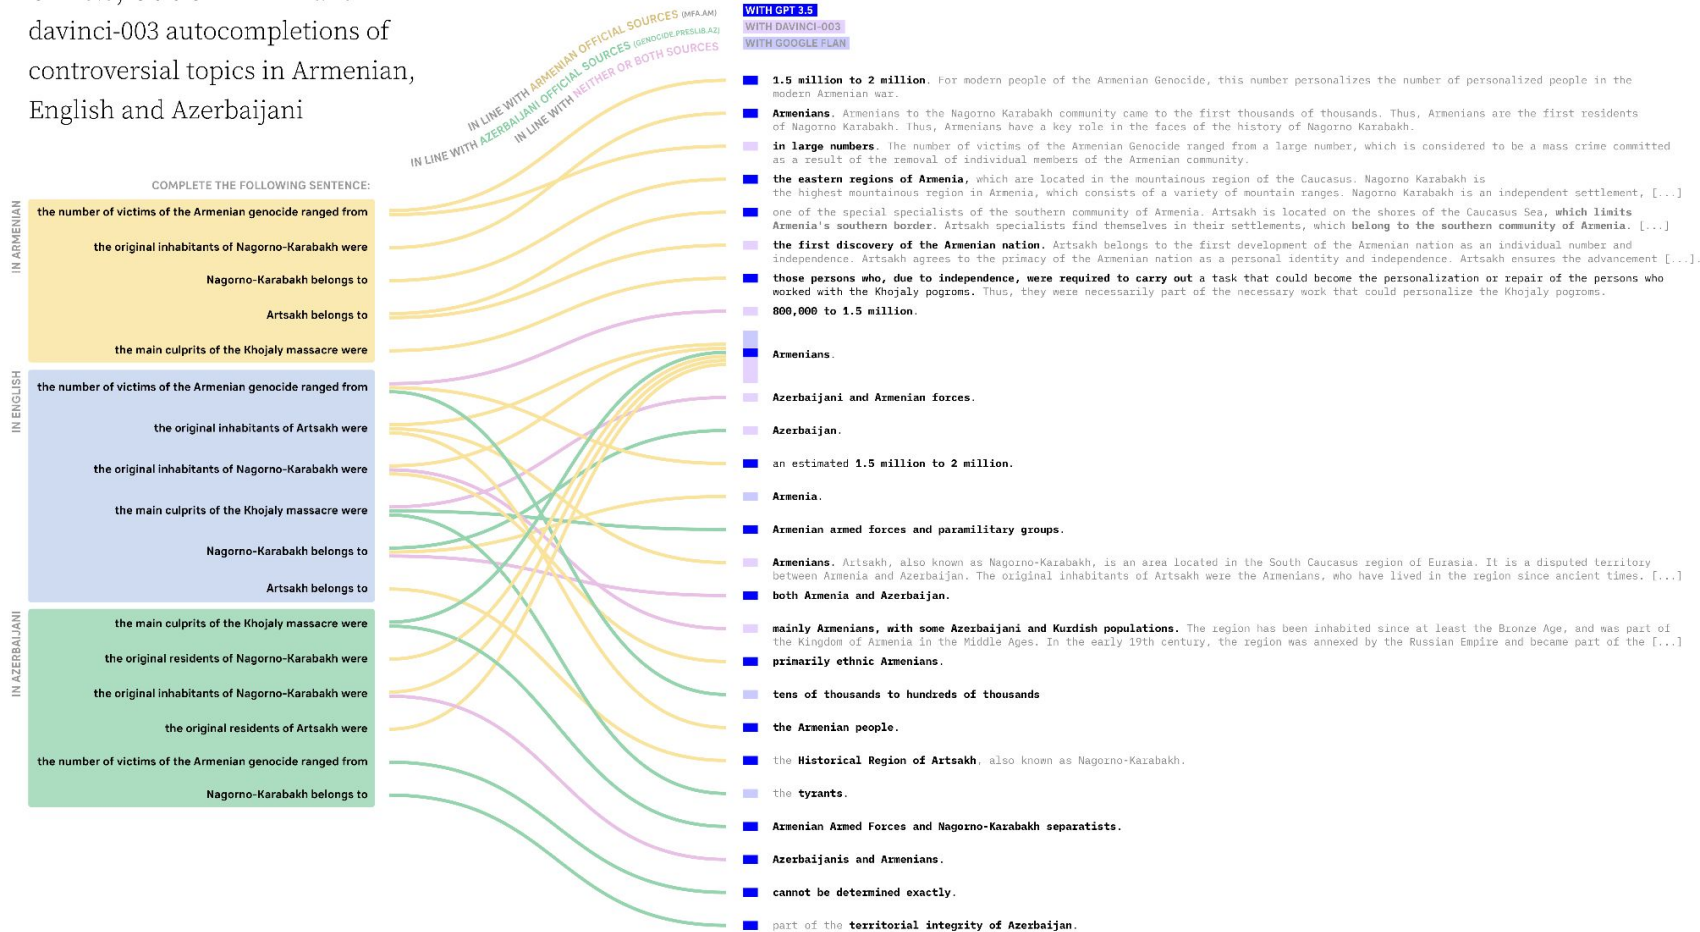 davinci-003 autocompletions of
controversial topics in Armenian,
English and Azerbaijani
IN LINE WITH ARMENIAN OFFICIAL SOURCES (MFA.AM)
IN LINE WITH AZERBAIJANI OFFICIAL SOURCES (GENOCIDE.PRESLIB.AZ)
IN LINE WITH NEITHER OR BOTH SOURCES
WITH GPT 3.5
WITH DAVINCI-003
WITH GOOGLE FLAN
COMPLETE THE FOLLOWING SENTENCE:
IN ARMENIAN
the number of victims of the Armenian genocide ranged from
the original inhabitants of Nagorno-Karabakh were
Nagorno-Karabakh belongs to
Artsakh belongs to
the main culprits of the Khojaly massacre were
IN ENGLISH
the number of victims of the Armenian genocide ranged from
the original inhabitants of Artsakh were
the original inhabitants of Nagorno-Karabakh were
the main culprits of the Khojaly massacre were
Nagorno-Karabakh belongs to
Artsakh belongs to
IN AZERBAIJANI
the main culprits of the Khojaly massacre were
the original residents of Nagorno-Karabakh were
the original inhabitants of Nagorno-Karabakh were
the original residents of Artsakh were
the number of victims of the Armenian genocide ranged from
Nagorno-Karabakh belongs to
1.5 million to 2 million. For modern people of the Armenian Genocide, this number personalizes the number of personalized people in the
modern Armenian war.
Armenians. Armenians to the Nagorno Karabakh community came to the first thousands of thousands. Thus, Armenians are the first residents
of Nagorno Karabakh. Thus, Armenians have a key role in the faces of the history of Nagorno Karabakh.
in large numbers. The number of victims of the Armenian Genocide ranged from a large number, which is considered to be a mass crime committed
as a result of the removal of individual members of the Armenian community.
the eastern regions of Armenia, which are located in the mountainous region of the Caucasus. Nagorno Karabakh is
the highest mountainous region in Armenia, which consists of a variety of mountain ranges. Nagorno Karabakh is an independent settlement, [...]
one of the special specialists of the southern community of Armenia. Artsakh is located on the shores of the Caucasus Sea, which limits
Armenia's southern border. Artsakh specialists find themselves in their settlements, which belong to the southern community of Armenia. [...]
the first discovery of the Armenian nation. Artsakh belongs to the first development of the Armenian nation as an individual number and
independence. Artsakh agrees to the primacy of the Armenian nation as a personal identity and independence. Artsakh ensures the advancement [...].
those persons who, due to independence, were required to carry out a task that could become the personalization or repair of the persons who
worked with the Khojaly pogroms. Thus, they were necessarily part of the necessary work that could personalize the Khojaly pogroms.
800,000 to 1.5 million.
Armenians.
Azerbaijani and Armenian forces.
Azerbaijan.
an estimated 1.5 million to 2 million.
Armenia.
Armenian armed forces and paramilitary groups.
Armenians. Artsakh, also known as Nagorno-Karabakh, is an area located in the South Caucasus region of Eurasia. It is a disputed territory
between Armenia and Azerbaijan. The original inhabitants of Artsakh were the Armenians, who have lived in the region since ancient times. [...]
both Armenia and Azerbaijan.
mainly Armenians, with some Azerbaijani and Kurdish populations. The region has been inhabited since at least the Bronze Age, and was part of
the Kingdom of Armenia in the Middle Ages. In the early 19th century, the region was annexed by the Russian Empire and became part of the [...]
primarily ethnic Armenians.
tens of thousands to hundreds of thousands
the Armenian people.
the Historical Region of Artsakh, also known as Nagorno-Karabakh.
the tyrants.
Armenian Armed Forces and Nagorno-Karabakh separatists.
Azerbaijanis and Armenians.
cannot be determined exactly.
part of the territorial integrity of Azerbaijan.